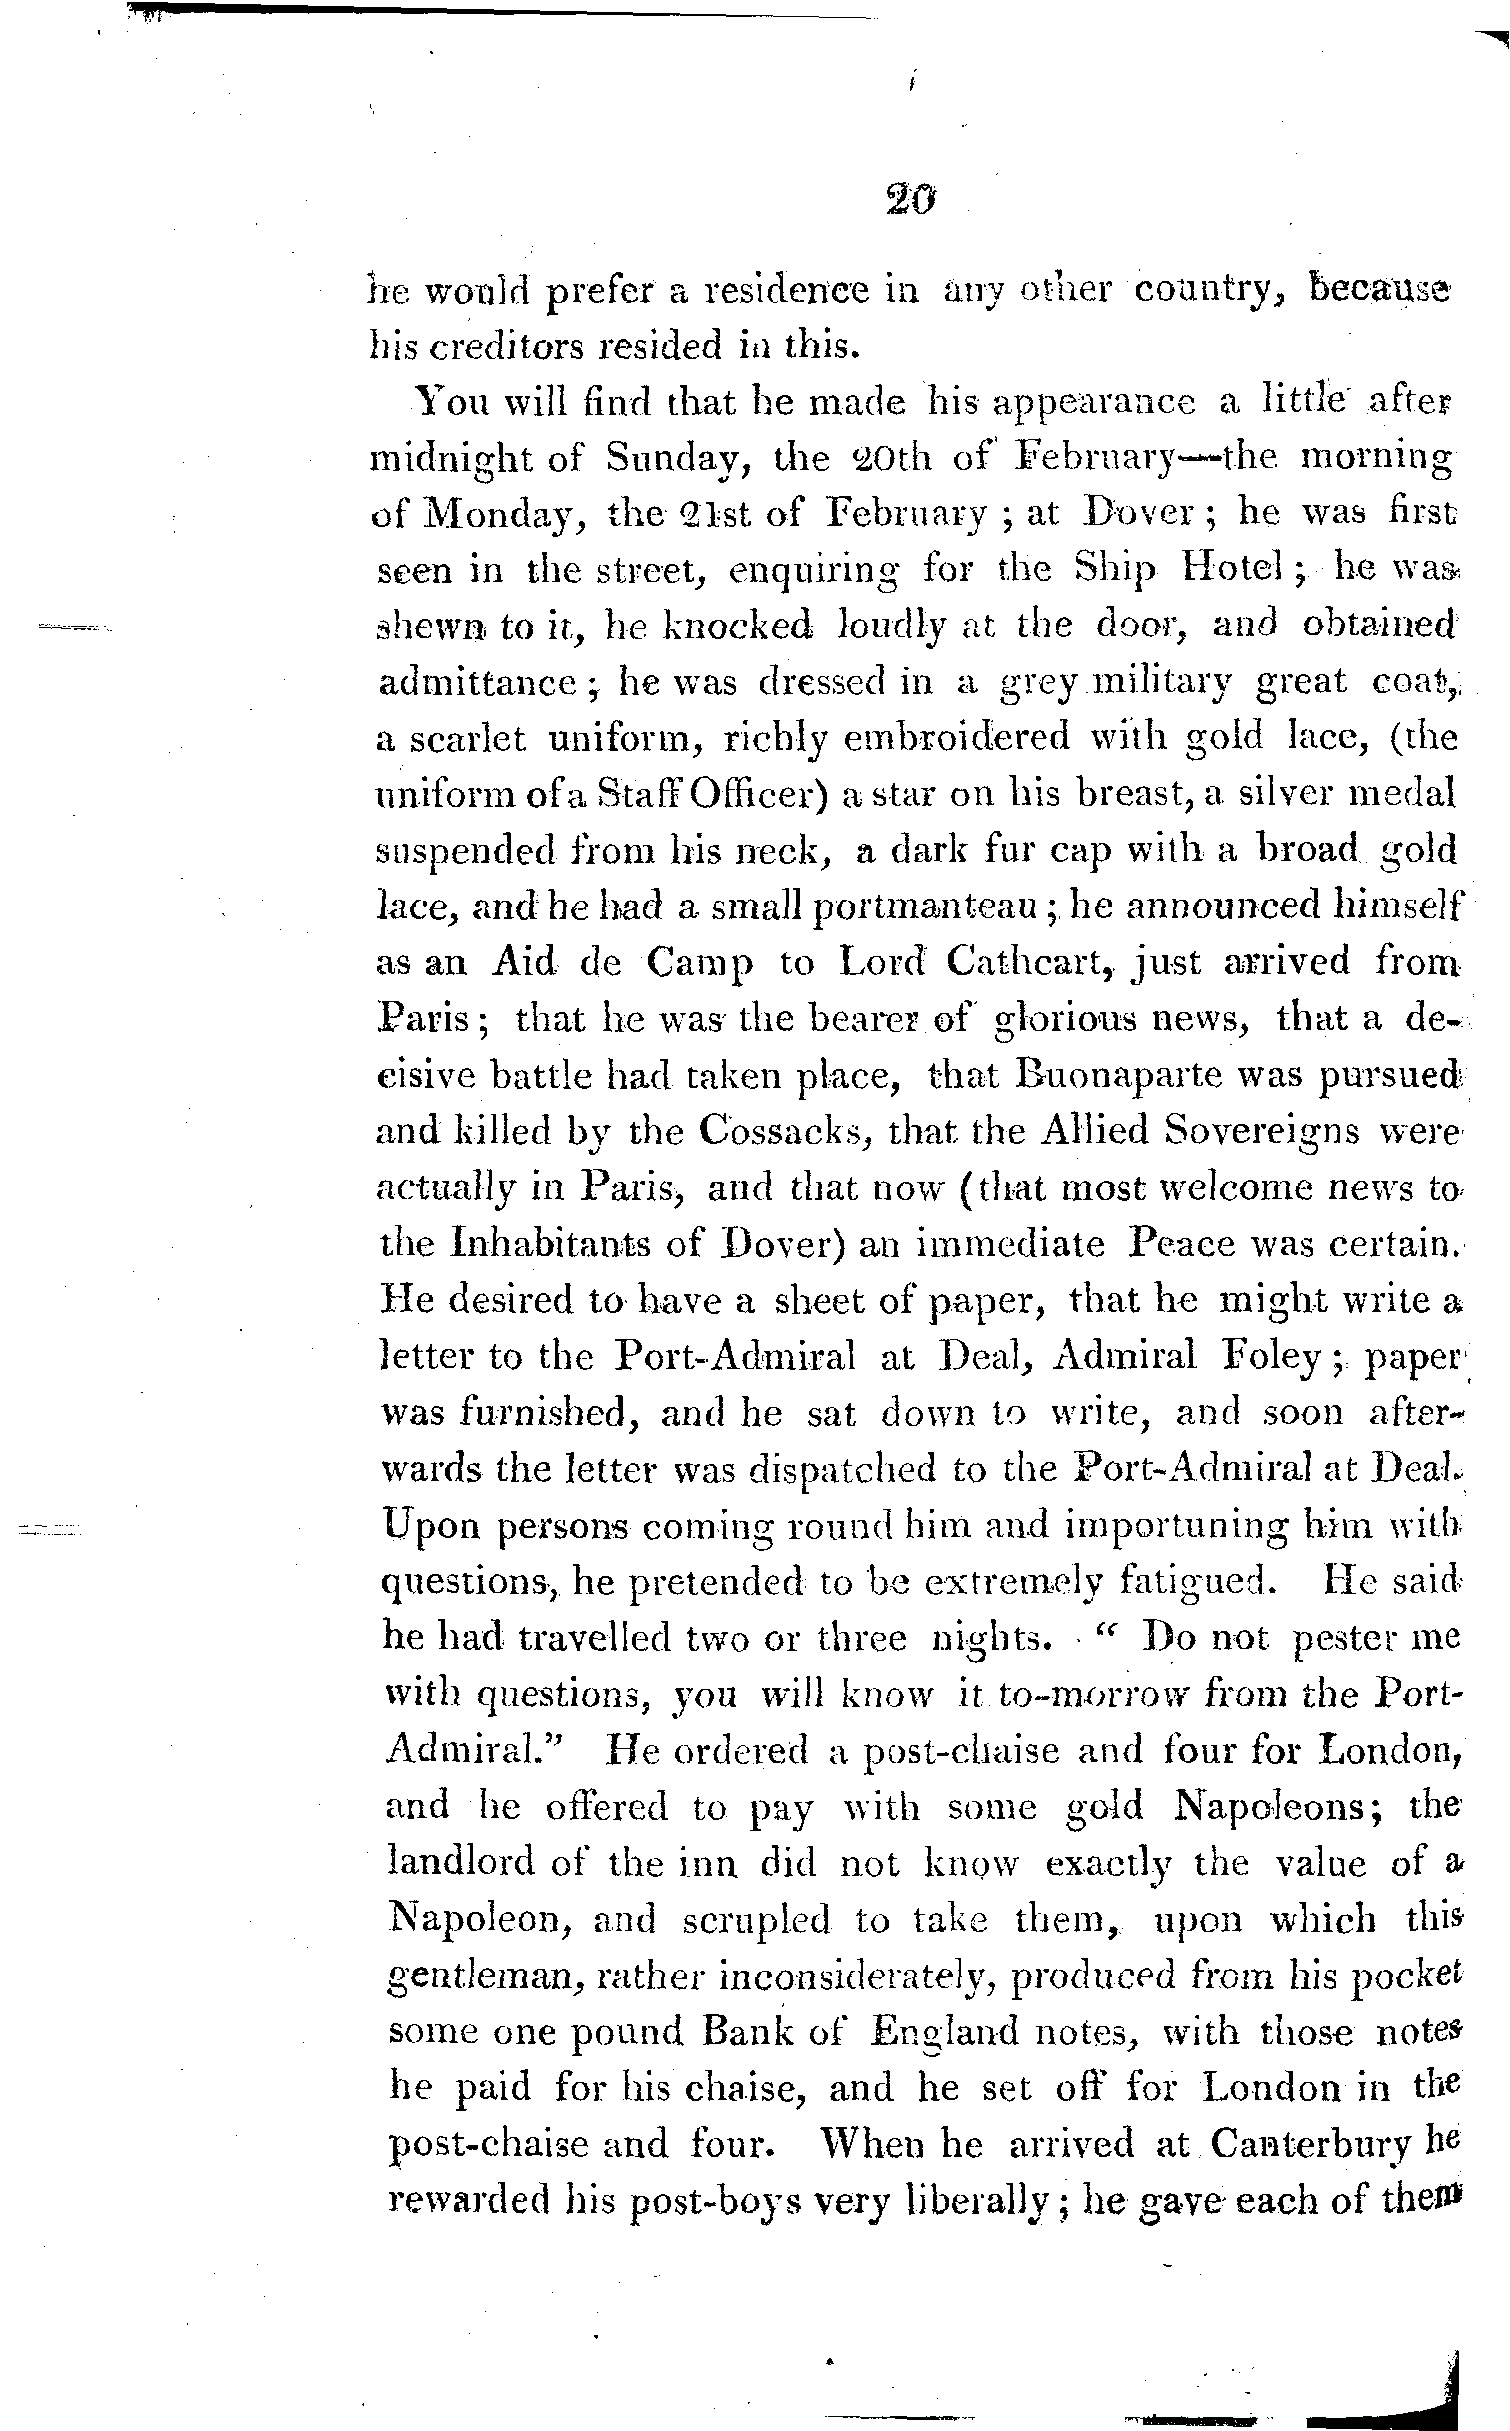 20
he would prefer a residence in any other country, because
his creditors resided in this.
You will find that he made his appearance a little after
midnight of Sunday, the 20th of February—the morning
of Monday, the 21st of February ; at Dover ; he was first
seen in the street, enquiring for the Ship Hotel ; he was
shewn to it, he knocked loudly at the door, and obtained
admittance ; he was dressed in a grey military great coat,
a scarlet uniform, richly embroidered with gold lace, (the
uniform of a Staff Officer) a star on his breast, a silver medal
suspended from his neck, a dark fur cap with a broad gold
lace, and he had a small portmanteau ; he announced himself
as an Aid de Camp to Lord Cathcart, just arrived from
Paris ; that he was the bearer of glorious news, that a de-
cisive battle had taken place, that Buonaparte was pursued
and killed by the Cossacks, that the Allied Sovereigns were
actually in Paris, and that now (that most welcome news to
the Inhabitants of Dover) an immediate Peace was certain.
He desired to have a sheet of paper, that he might write a
letter to the Port-Admiral at Deal, Admiral Foley ; paper
was furnished, and he sat down to write, and soon after-
wards the letter was dispatched to the Port-Admiral at Deal.
Upon persons coming round him and importuning him with
questions, he pretended to be extremely fatigued. He said
he had travelled two or three nights. “ Do not pester me
with questions, you will know it to-morrow from the Port-
Admiral.” He ordered a post-chaise and four for London,
and he offered to pay with some gold Napoleons; the
landlord of the inn did not know exactly the value of a
Napoleon, and scrupled to take them, upon which this
gentleman, rather inconsiderately, produced from his pocket
some one pound Bank of England notes, with those notes
he paid for his chaise, and he set off for London in the
post-chaise and four. When he arrived at Canterbury he
rewarded his post-boys very liberally ; he gave each of them